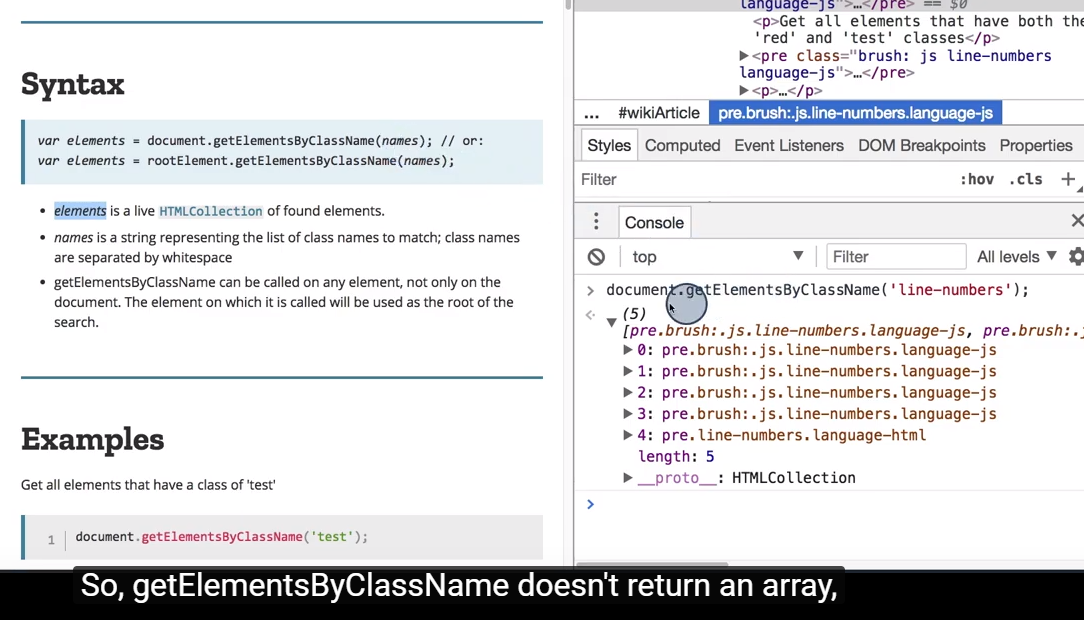 language-js">…</pre> == $0
<p>Get all elements that have both the
'red' and 'test' classes</p>
▶<pre class="brush: js line-numbers
language-js">…</pre>
▶<p>…</p>
... #wikiArticle pre.brush:.js.line-numbers.language-js
Styles Computed Event Listeners DOM Breakpoints Properties
Filter :hov .cls +
Console ×
top ▼ Filter All levels ▼
> document.getElementsByClassName('line-numbers');
(5)
▼ [pre.brush:.js.line-numbers.language-js, pre.brush:.j
▶0: pre.brush:.js.line-numbers.language-js
▶1: pre.brush:.js.line-numbers.language-js
▶2: pre.brush:.js.line-numbers.language-js
▶3: pre.brush:.js.line-numbers.language-js
▶4: pre.line-numbers.language-html
length: 5
▶__proto__: HTMLCollection
>
Syntax
var elements = document.getElementsByClassName(names); // or:
var elements = rootElement.getElementsByClassName(names);
• elements is a live HTMLCollection of found elements.
• names is a string representing the list of class names to match; class names
are separated by whitespace
• getElementsByClassName can be called on any element, not only on the
document. The element on which it is called will be used as the root of the
search.
Examples
Get all elements that have a class of 'test'
1 document.getElementsByClassName('test');
So, getElementsByClassName doesn't return an array,